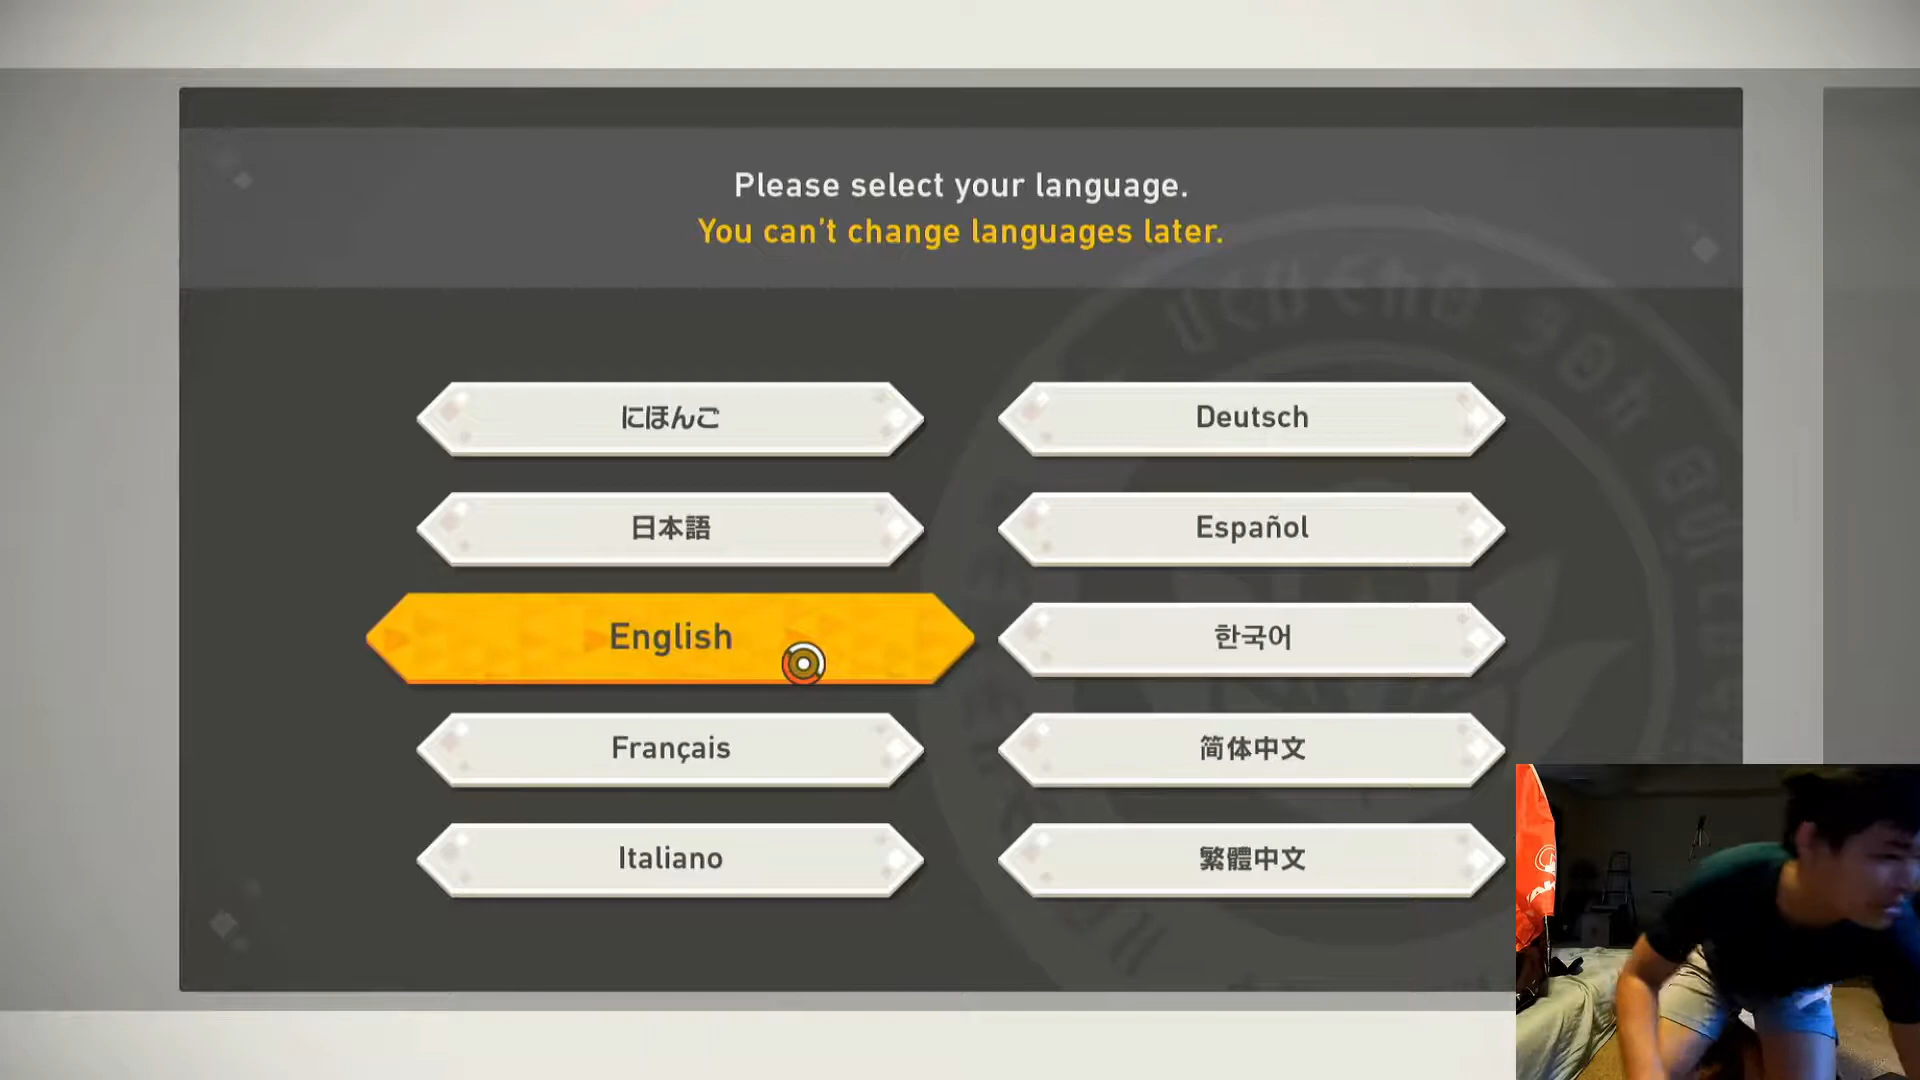 Please select your language.
You can't change languages later.
にほんご
Deutsch
日本語
Español
English
한국어
Français
简体中文
Italiano
繁體中文